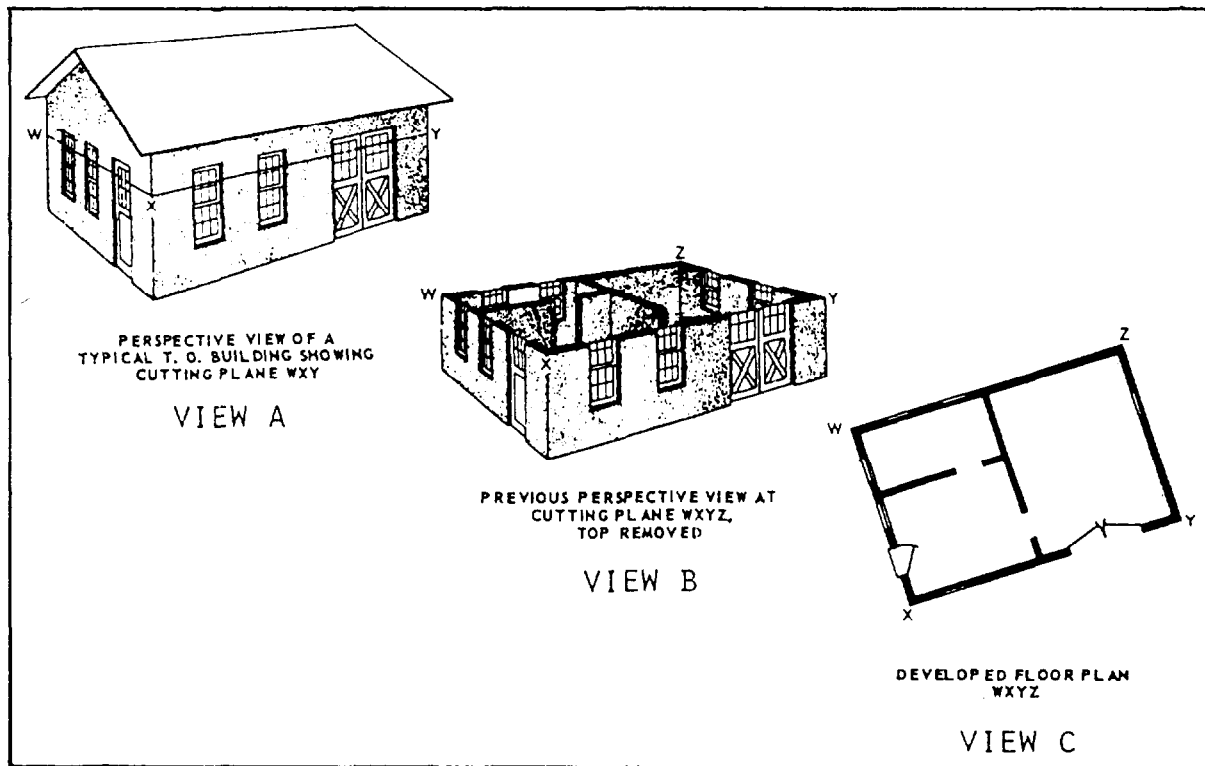 W
Y
X
PERSPECTIVE VIEW OF A
TYPICAL T. O. BUILDING SHOWING
CUTTING PLANE WXY
VIEW A
Z
W
Y
X
PREVIOUS PERSPECTIVE VIEW AT
CUTTING PLANE WXYZ,
TOP REMOVED
VIEW B
Z
W
Y
X
DEVELOPED FLOOR PLAN
WXYZ
VIEW C